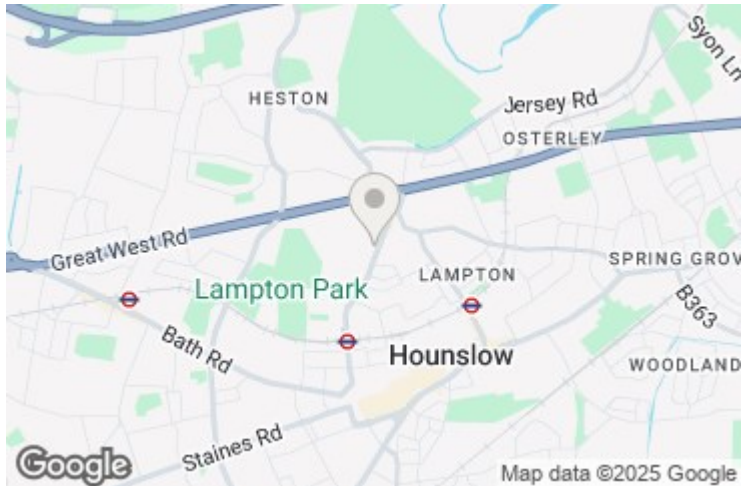 Syon Ln
HESTON
Jersey Rd
OSTERLEY
Great West Rd
SPRING GROV
LAMPTON
Lampton Park
B363
Bath Rd
Hounslow
WOODLAND
Staines Rd
Google
Map data ©2025 Google